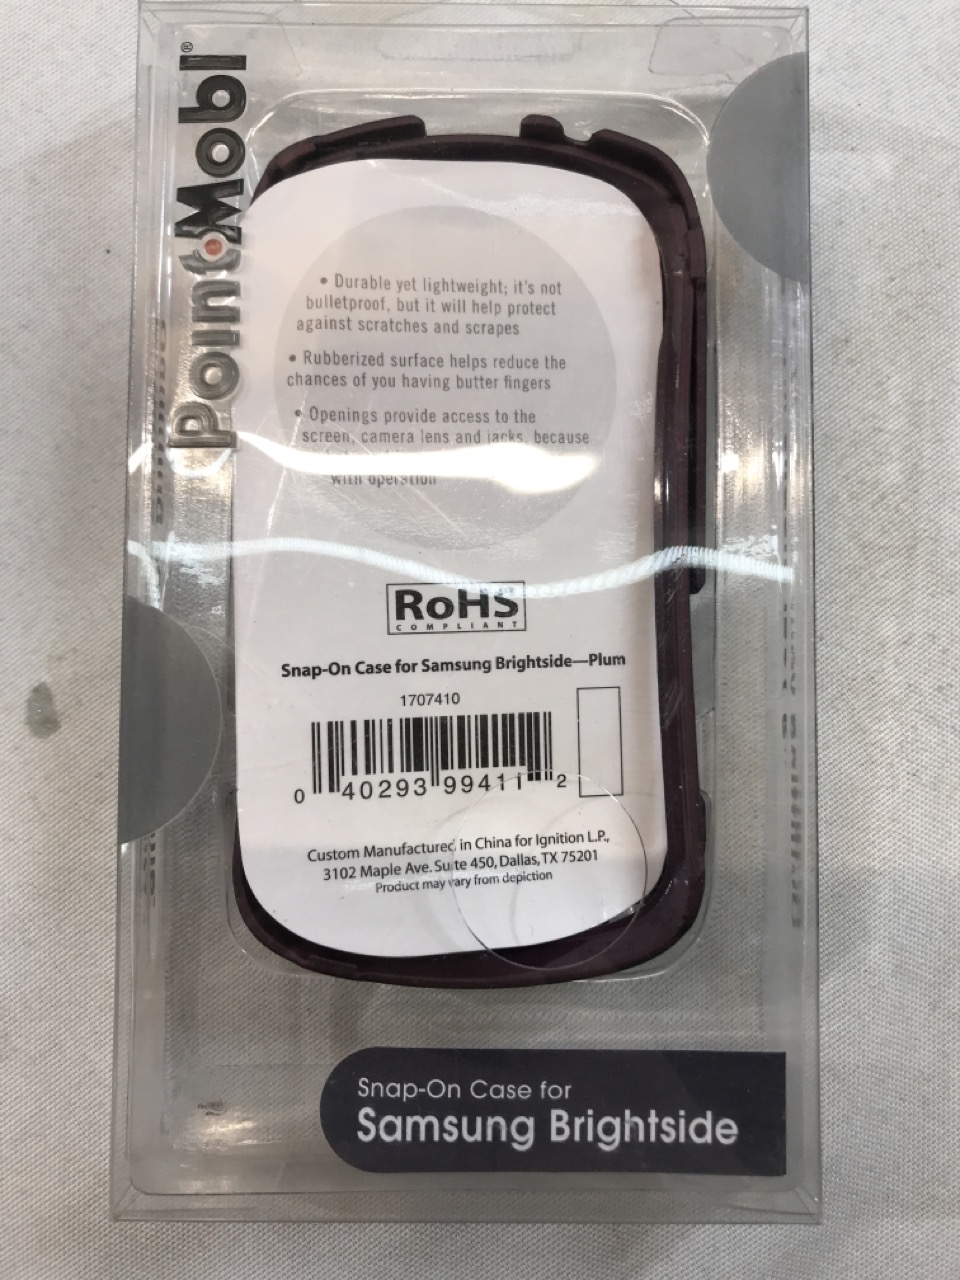 pointMobl®
• Durable yet lightweight; it's not
bulletproof, but it will help protect
against scratches and scrapes
• Rubberized surface helps reduce the
chances of you having butter fingers
• Openings provide access to the
screen, camera lens and jacks, because
with operation
RoHS
COMPLIANT
Snap-On Case for Samsung Brightside—Plum
1707410
0 40293 99411 2
Custom Manufactured in China for Ignition L.P.,
3102 Maple Ave. Suite 450, Dallas, TX 75201
Product may vary from depiction
Snap-On Case for
Samsung Brightside